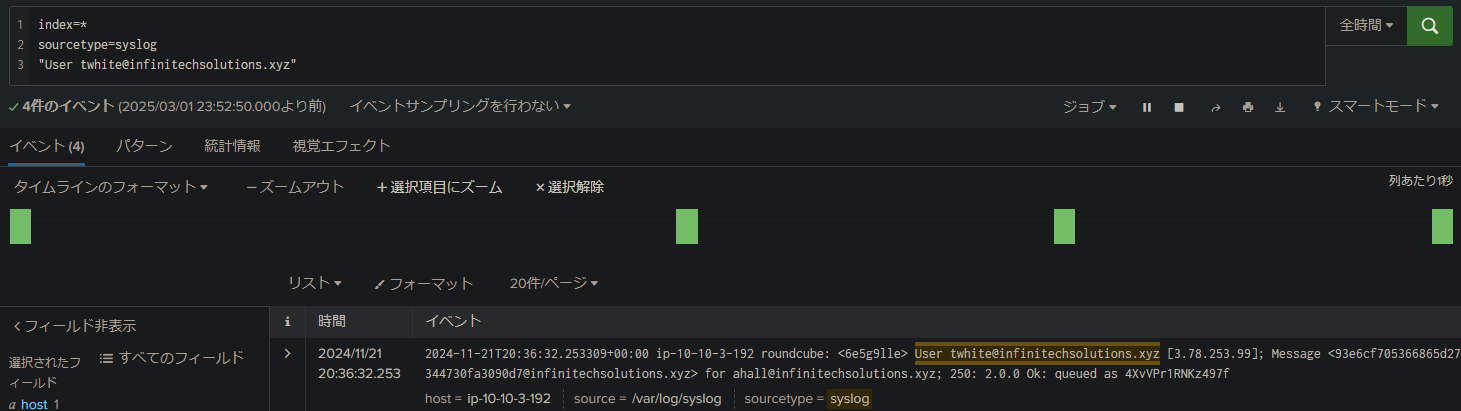 1 index=*
2 sourcetype=syslog
3 "User twhite@infinitechsolutions.xyz"
全時間
4件のイベント (2025/03/01 23:52:50.000より前) イベントサンプリングを行わない
ジョブ スマートモード
イベント (4) パターン 統計情報 視覚エフェクト
タイムラインのフォーマット − ズームアウト + 選択項目にズーム × 選択解除
列あたり1秒
リスト フォーマット 20件/ページ
< フィールド非表示
すべてのフィールド
選択されたフィールド
a host 1
i 時間 イベント
> 2024/11/21
20:36:32.253
2024-11-21T20:36:32.253309+00:00 ip-10-10-3-192 roundcube: <6e5g9lle> User twhite@infinitechsolutions.xyz [3.78.253.99]; Message <93e6cf705366865d27
344730fa3090d7@infinitechsolutions.xyz> for ahall@infinitechsolutions.xyz; 250: 2.0.0 Ok: queued as 4XvVPr1RNKz497f
host = ip-10-10-3-192 source = /var/log/syslog sourcetype = syslog